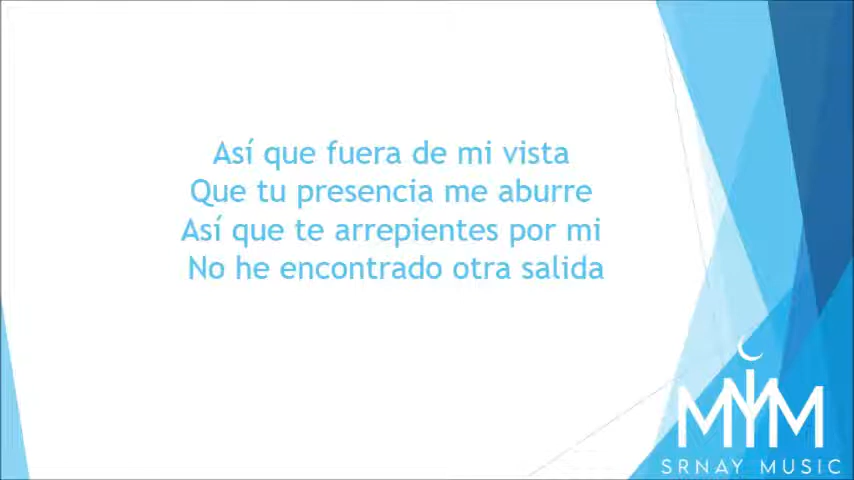 Así que fuera de mi vista
Que tu presencia me aburre
Así que te arrepientes por mi
No he encontrado otra salida
MYM
SRNAY MUSIC